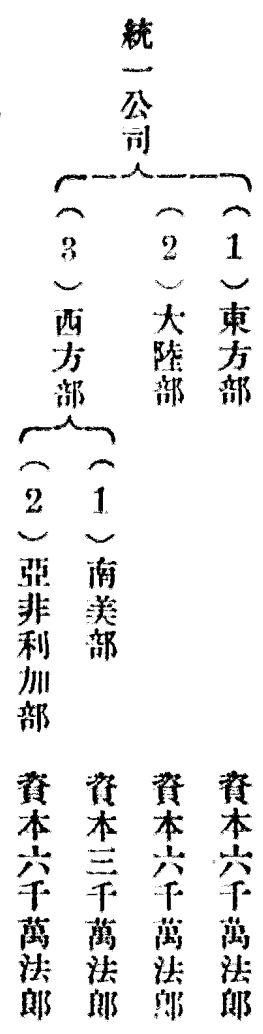 統一公司
（1）東方部 資本六千萬法郎
（2）大陸部 資本六千萬法郎
（3）西方部
（1）南美部 資本三千萬法郎
（2）亞非利加部 資本六千萬法郎